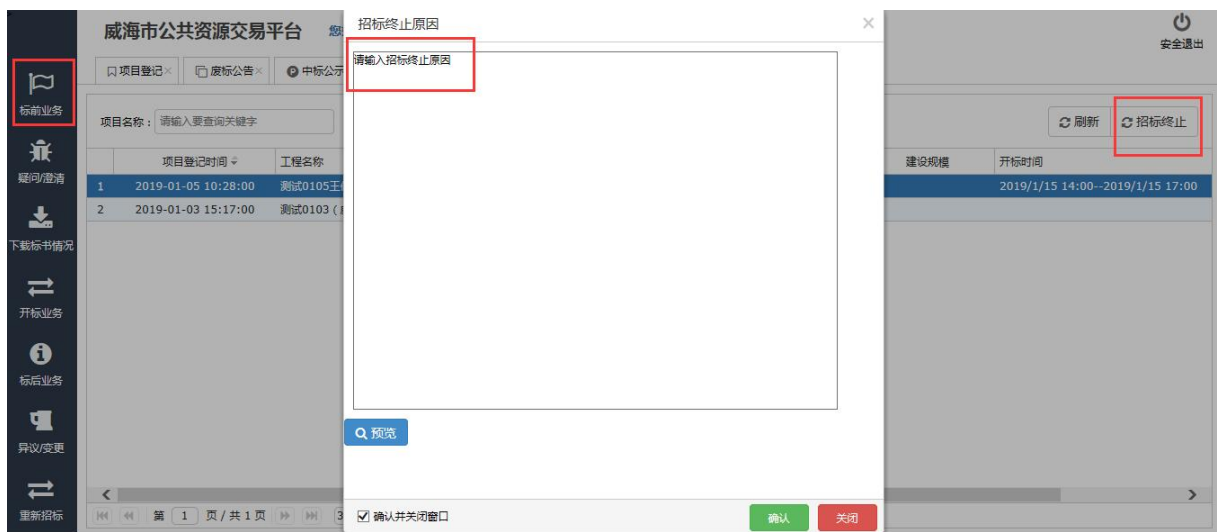 威海市公共资源交易平台
招标终止原因
安全退出
项目登记
废标公告
中标公示
请输入招标终止原因
标前业务
项目名称：
请输入要查询关键字
刷新
招标终止
项目登记时间
工程名称
建设规模
开标时间
疑问/澄清
1 2019-01-05 10:28:00 测试0105王 2019/1/15 14:00--2019/1/15 17:00
2 2019-01-03 15:17:00 测试0103
下载标书情况
开标业务
标后业务
预览
异议/变更
重新招标
第 1 页/共1页
确认并关闭窗口
确认
关闭